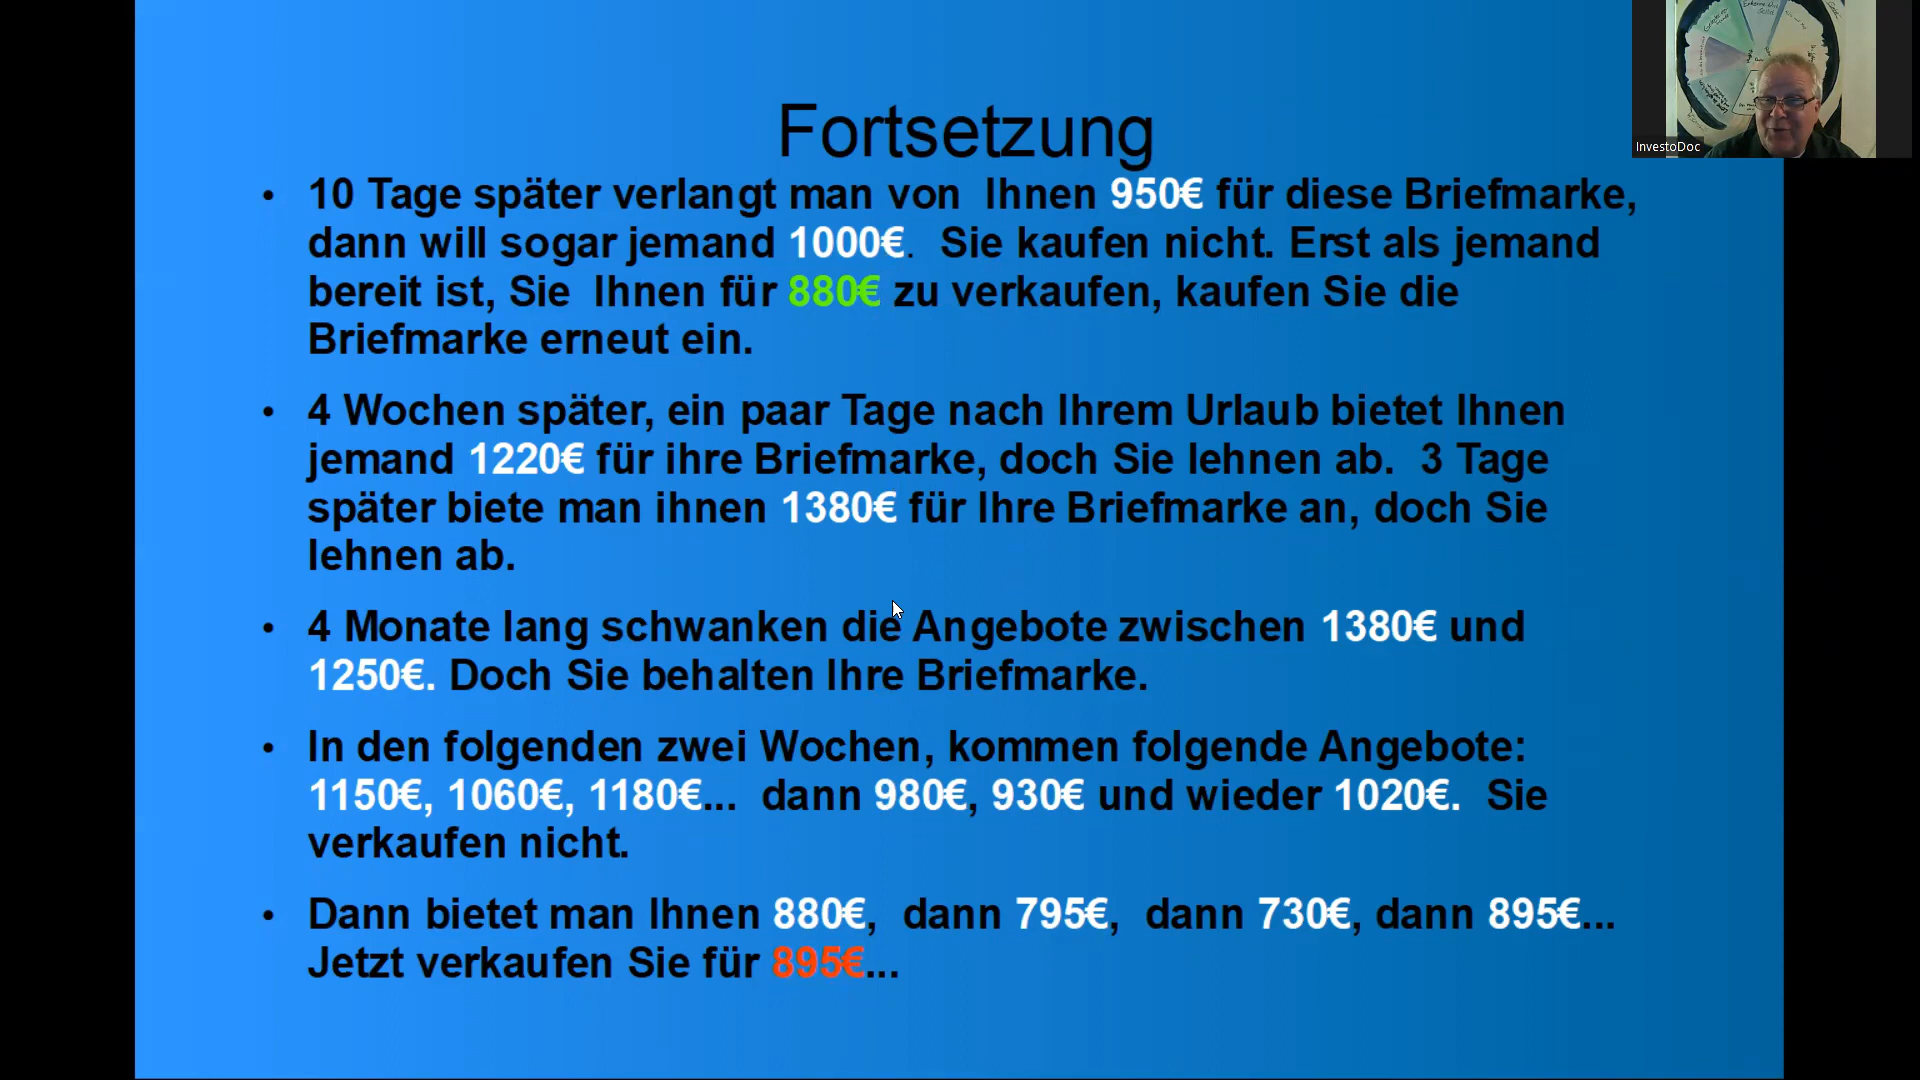 Fortsetzung
• 10 Tage später verlangt man von Ihnen 950€ für diese Briefmarke,
dann will sogar jemand 1000€. Sie kaufen nicht. Erst als jemand
bereit ist, Sie Ihnen für 880€ zu verkaufen, kaufen Sie die
Briefmarke erneut ein.
• 4 Wochen später, ein paar Tage nach Ihrem Urlaub bietet Ihnen
jemand 1220€ für ihre Briefmarke, doch Sie lehnen ab. 3 Tage
später biete man ihnen 1380€ für Ihre Briefmarke an, doch Sie
lehnen ab.
• 4 Monate lang schwanken die Angebote zwischen 1380€ und
1250€. Doch Sie behalten Ihre Briefmarke.
• In den folgenden zwei Wochen, kommen folgende Angebote:
1150€, 1060€, 1180€... dann 980€, 930€ und wieder 1020€. Sie
verkaufen nicht.
• Dann bietet man Ihnen 880€, dann 795€, dann 730€, dann 895€...
Jetzt verkaufen Sie für 895€...
InvestoDoc